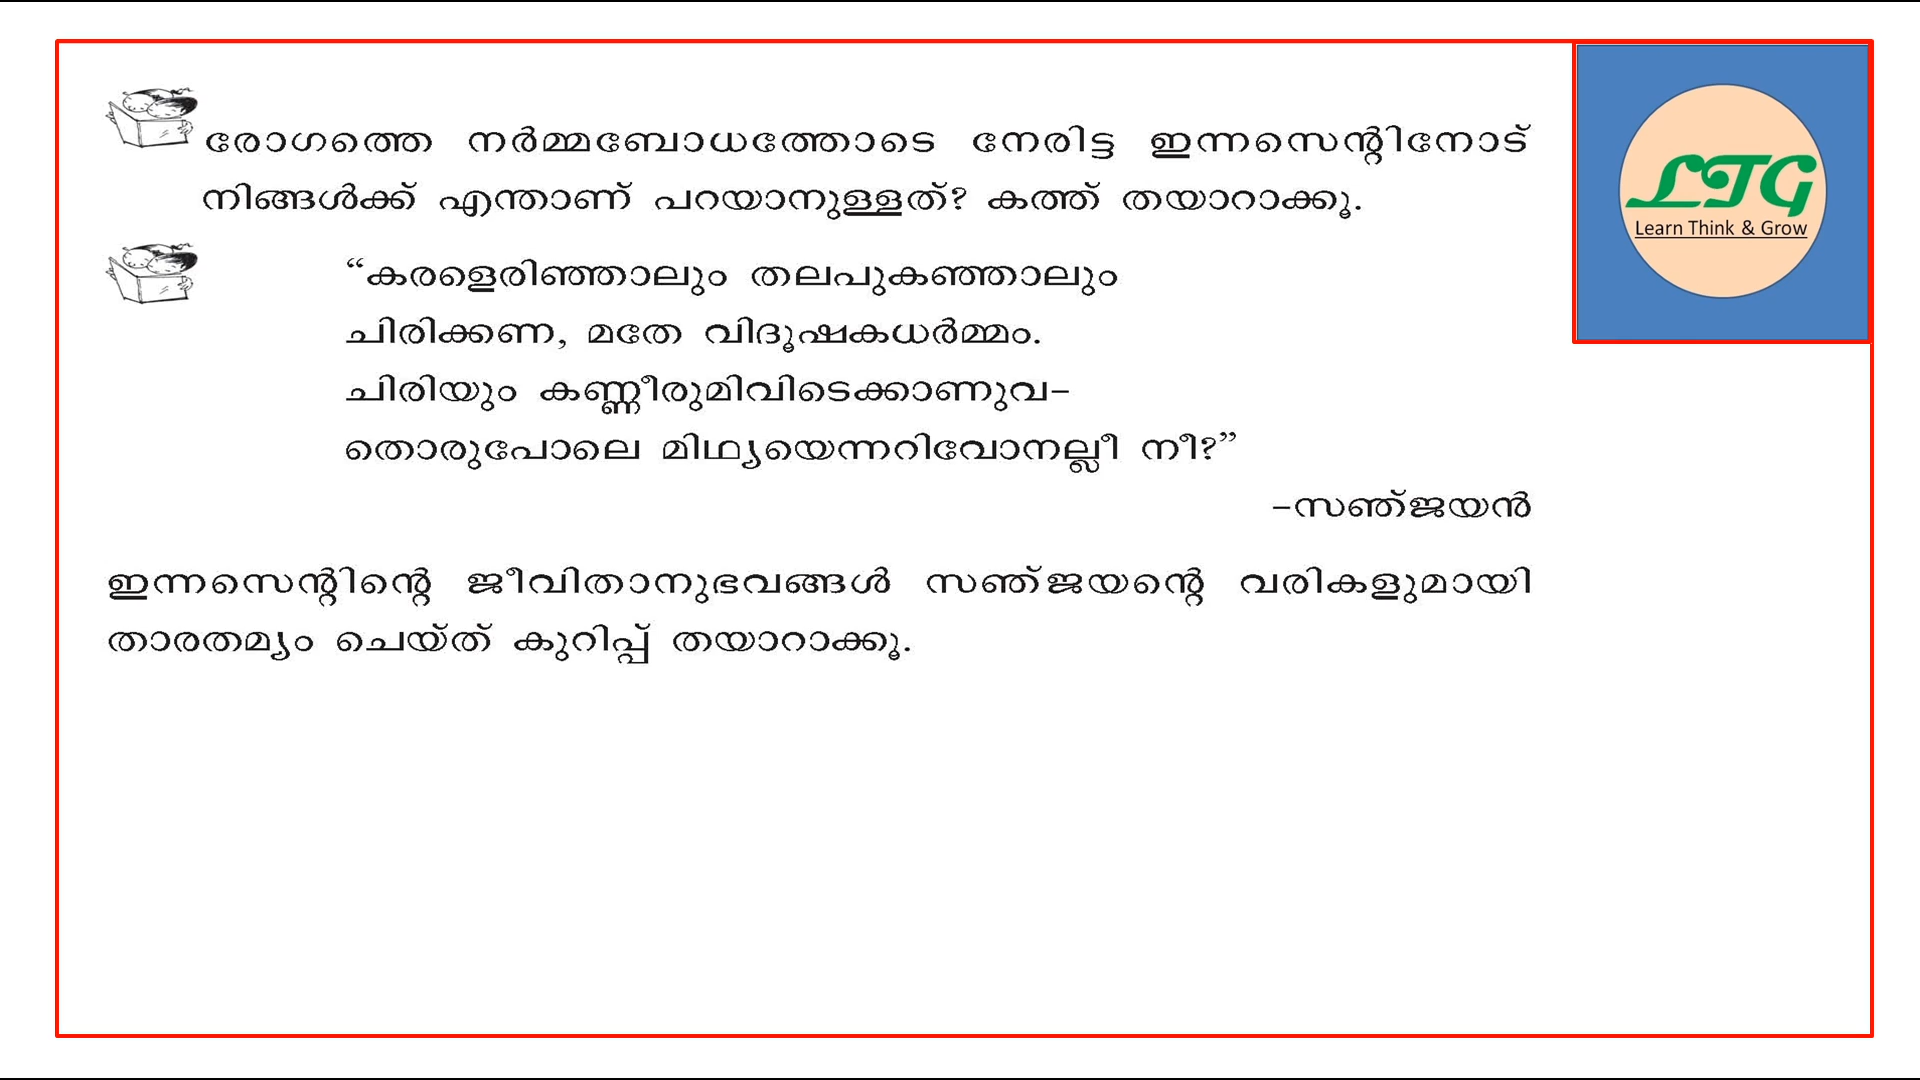 രോഗത്തെ നർമ്മബോധത്തോടെ നേരിട്ട ഇന്നസെന്റിനോട്
നിങ്ങൾക്ക് എന്താണ് പറയാനുള്ളത്? കത്ത് തയാറാക്കൂ.
“കരളെരിഞ്ഞാലും തലപുകഞ്ഞാലും
ചിരിക്കണ, മതേ വിദൂഷകധർമ്മം.
ചിരിയും കണ്ണീരുമിവിടെക്കാണുവ-
തൊരുപോലെ മിഥ്യയെന്നറിവോനല്ലീ നീ?”
-സഞ്ജയൻ
ഇന്നസെന്റിന്റെ ജീവിതാനുഭവങ്ങൾ സഞ്ജയന്റെ വരികളുമായി
താരതമ്യം ചെയ്ത് കുറിപ്പ് തയാറാക്കൂ.
LTG
Learn Think & Grow